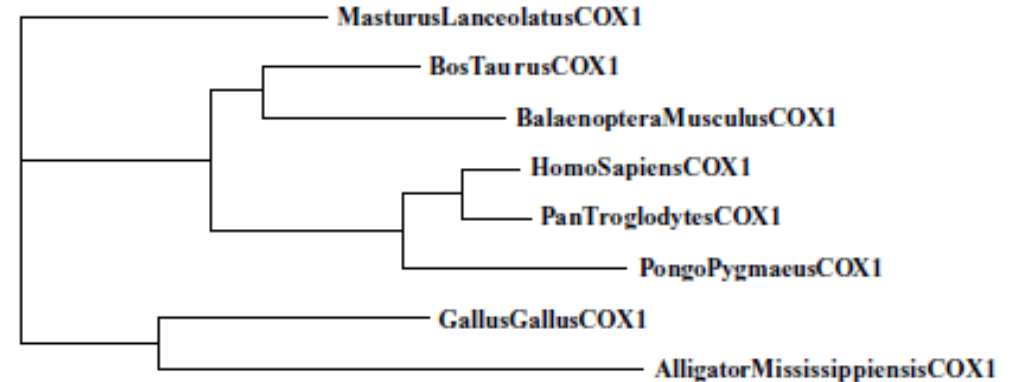 MasturusLanceolatusCOX1
BosTaurusCOX1
BalaenopteraMusculusCOX1
HomoSapiensCOX1
PanTroglodytesCOX1
PongoPygmaeusCOX1
GallusGallusCOX1
AlligatorMississippiensisCOX1